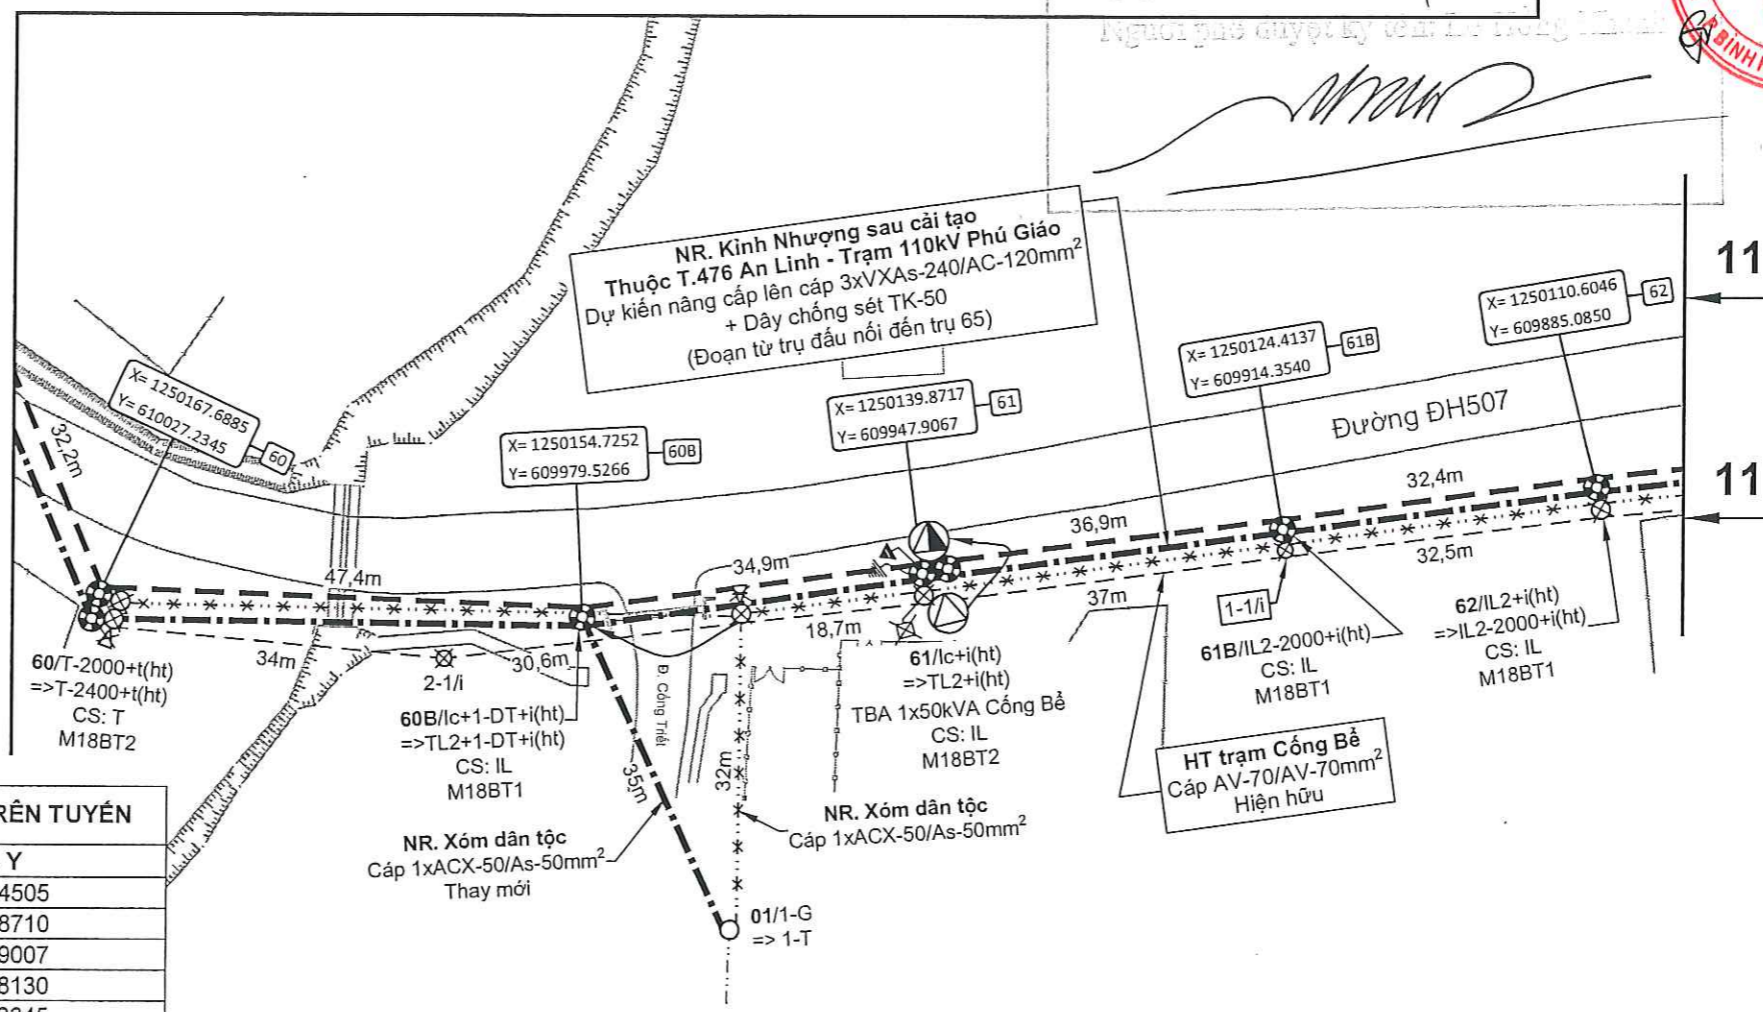 Người phê duyệt ký tên:
BÌNH
NR. Kỉnh Nhượng sau cải tạo
Thuộc T.476 An Linh - Trạm 110kV Phú Giáo
Dự kiến nâng cấp lên cáp 3xVXAs-240/AC-120mm²
+ Dây chống sét TK-50
(Đoạn từ trụ đấu nối đến trụ 65)
11
X= 1250110.6046
Y= 609885.0850
62
X= 1250124.4137
Y= 609914.3540
61B
X= 1250139.8717
Y= 609947.9067
61
X= 1250154.7252
Y= 609979.5266
60B
X= 1250167.6885
Y= 610027.2345
60
Đường ĐH507
11
32,2m
47,4m
34,9m
36,9m
32,4m
34m
30,6m
18,7m
37m
32,5m
2-1/i
1-1/i
60/T-2000+t(ht)
=>T-2400+t(ht)
CS: T
M18BT2
60B/Ic+1-DT+i(ht)
=>TL2+1-DT+i(ht)
CS: IL
M18BT1
Đ. Cổng Triết
35m
32m
61/Ic+i(ht)
=>TL2+i(ht)
TBA 1x50kVA Cống Bể
CS: IL
M18BT2
61B/IL2-2000+i(ht)
CS: IL
M18BT1
62/IL2+i(ht)
=>IL2-2000+i(ht)
CS: IL
M18BT1
HT trạm Cống Bể
Cáp AV-70/AV-70mm²
Hiện hữu
NR. Xóm dân tộc
Cáp 1xACX-50/As-50mm²
Thay mới
NR. Xóm dân tộc
Cáp 1xACX-50/As-50mm²
01/1-G
=> 1-T
RÊN TUYẾN
Y
4505
8710
9007
8130